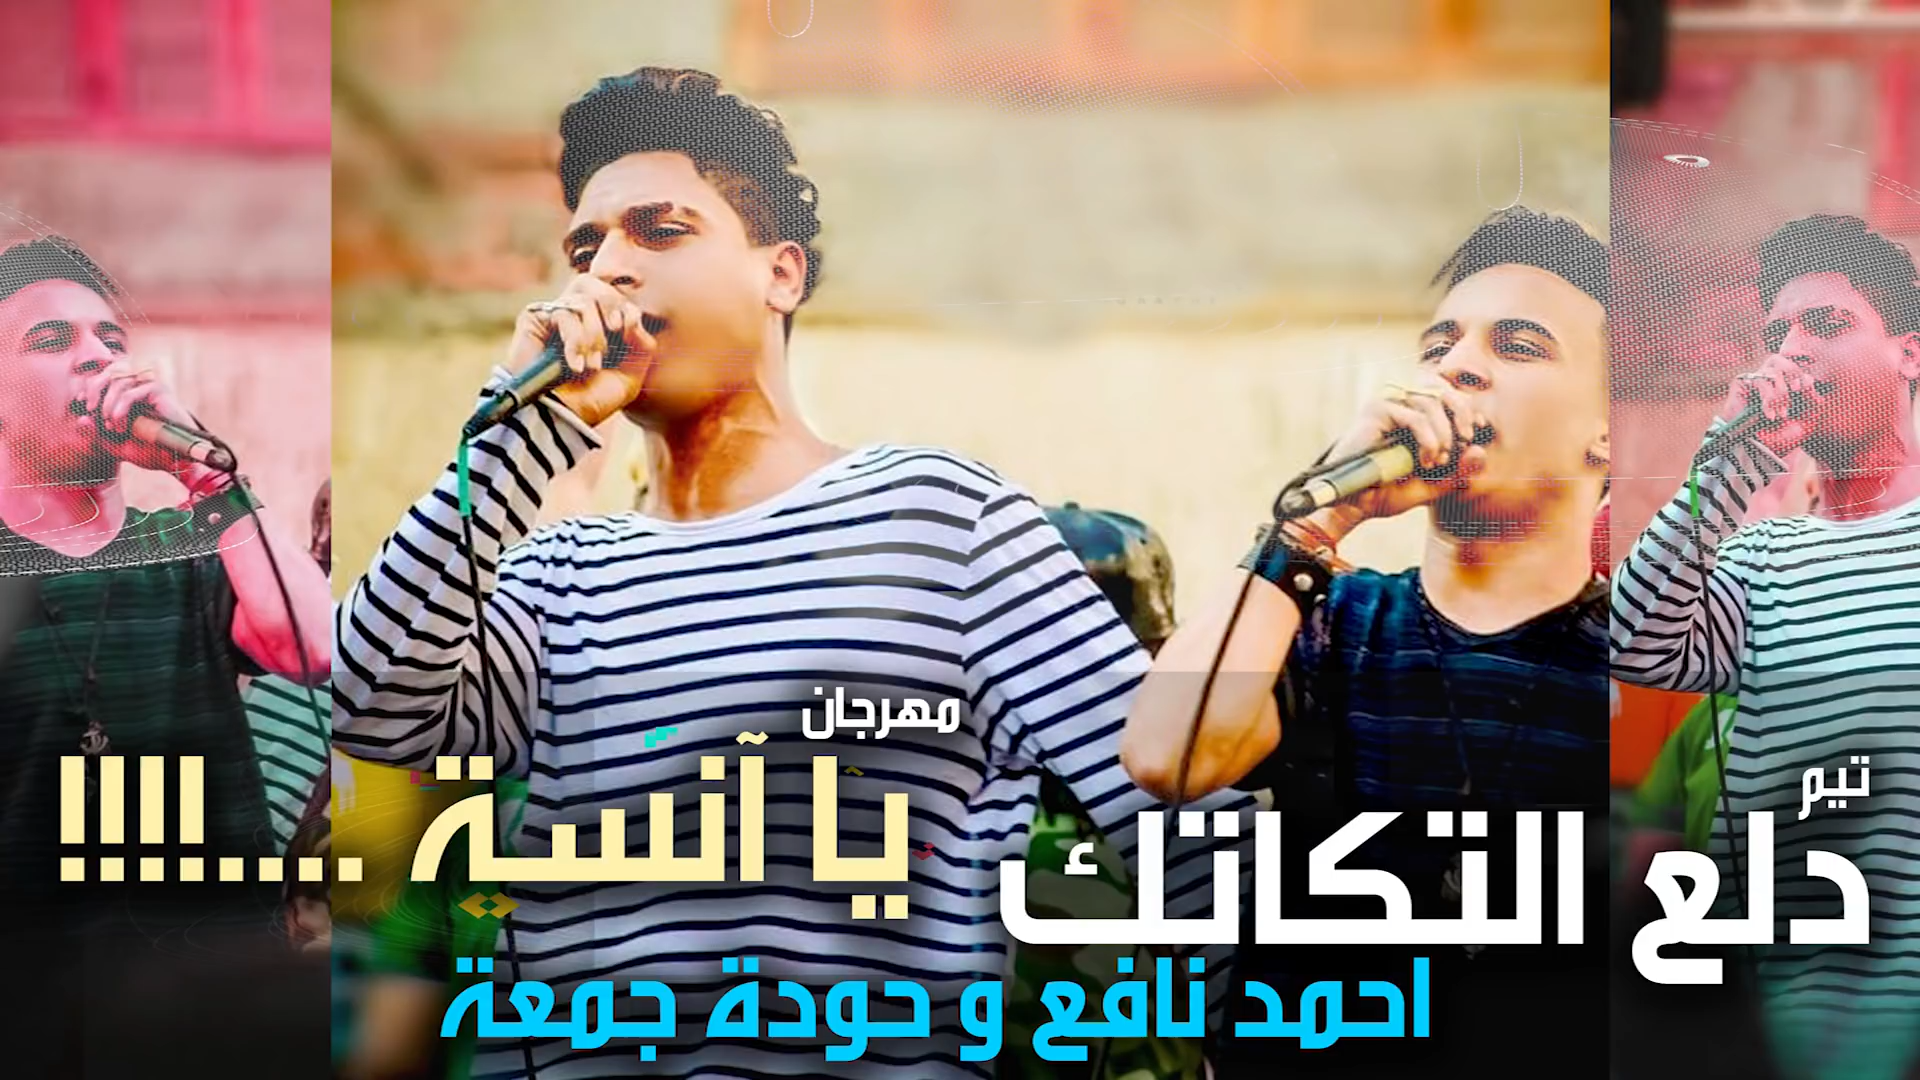 تيم
دلع التكاتك
مهرجان
يا آنسة ....!!!!
احمد نافع و حودة جمعة